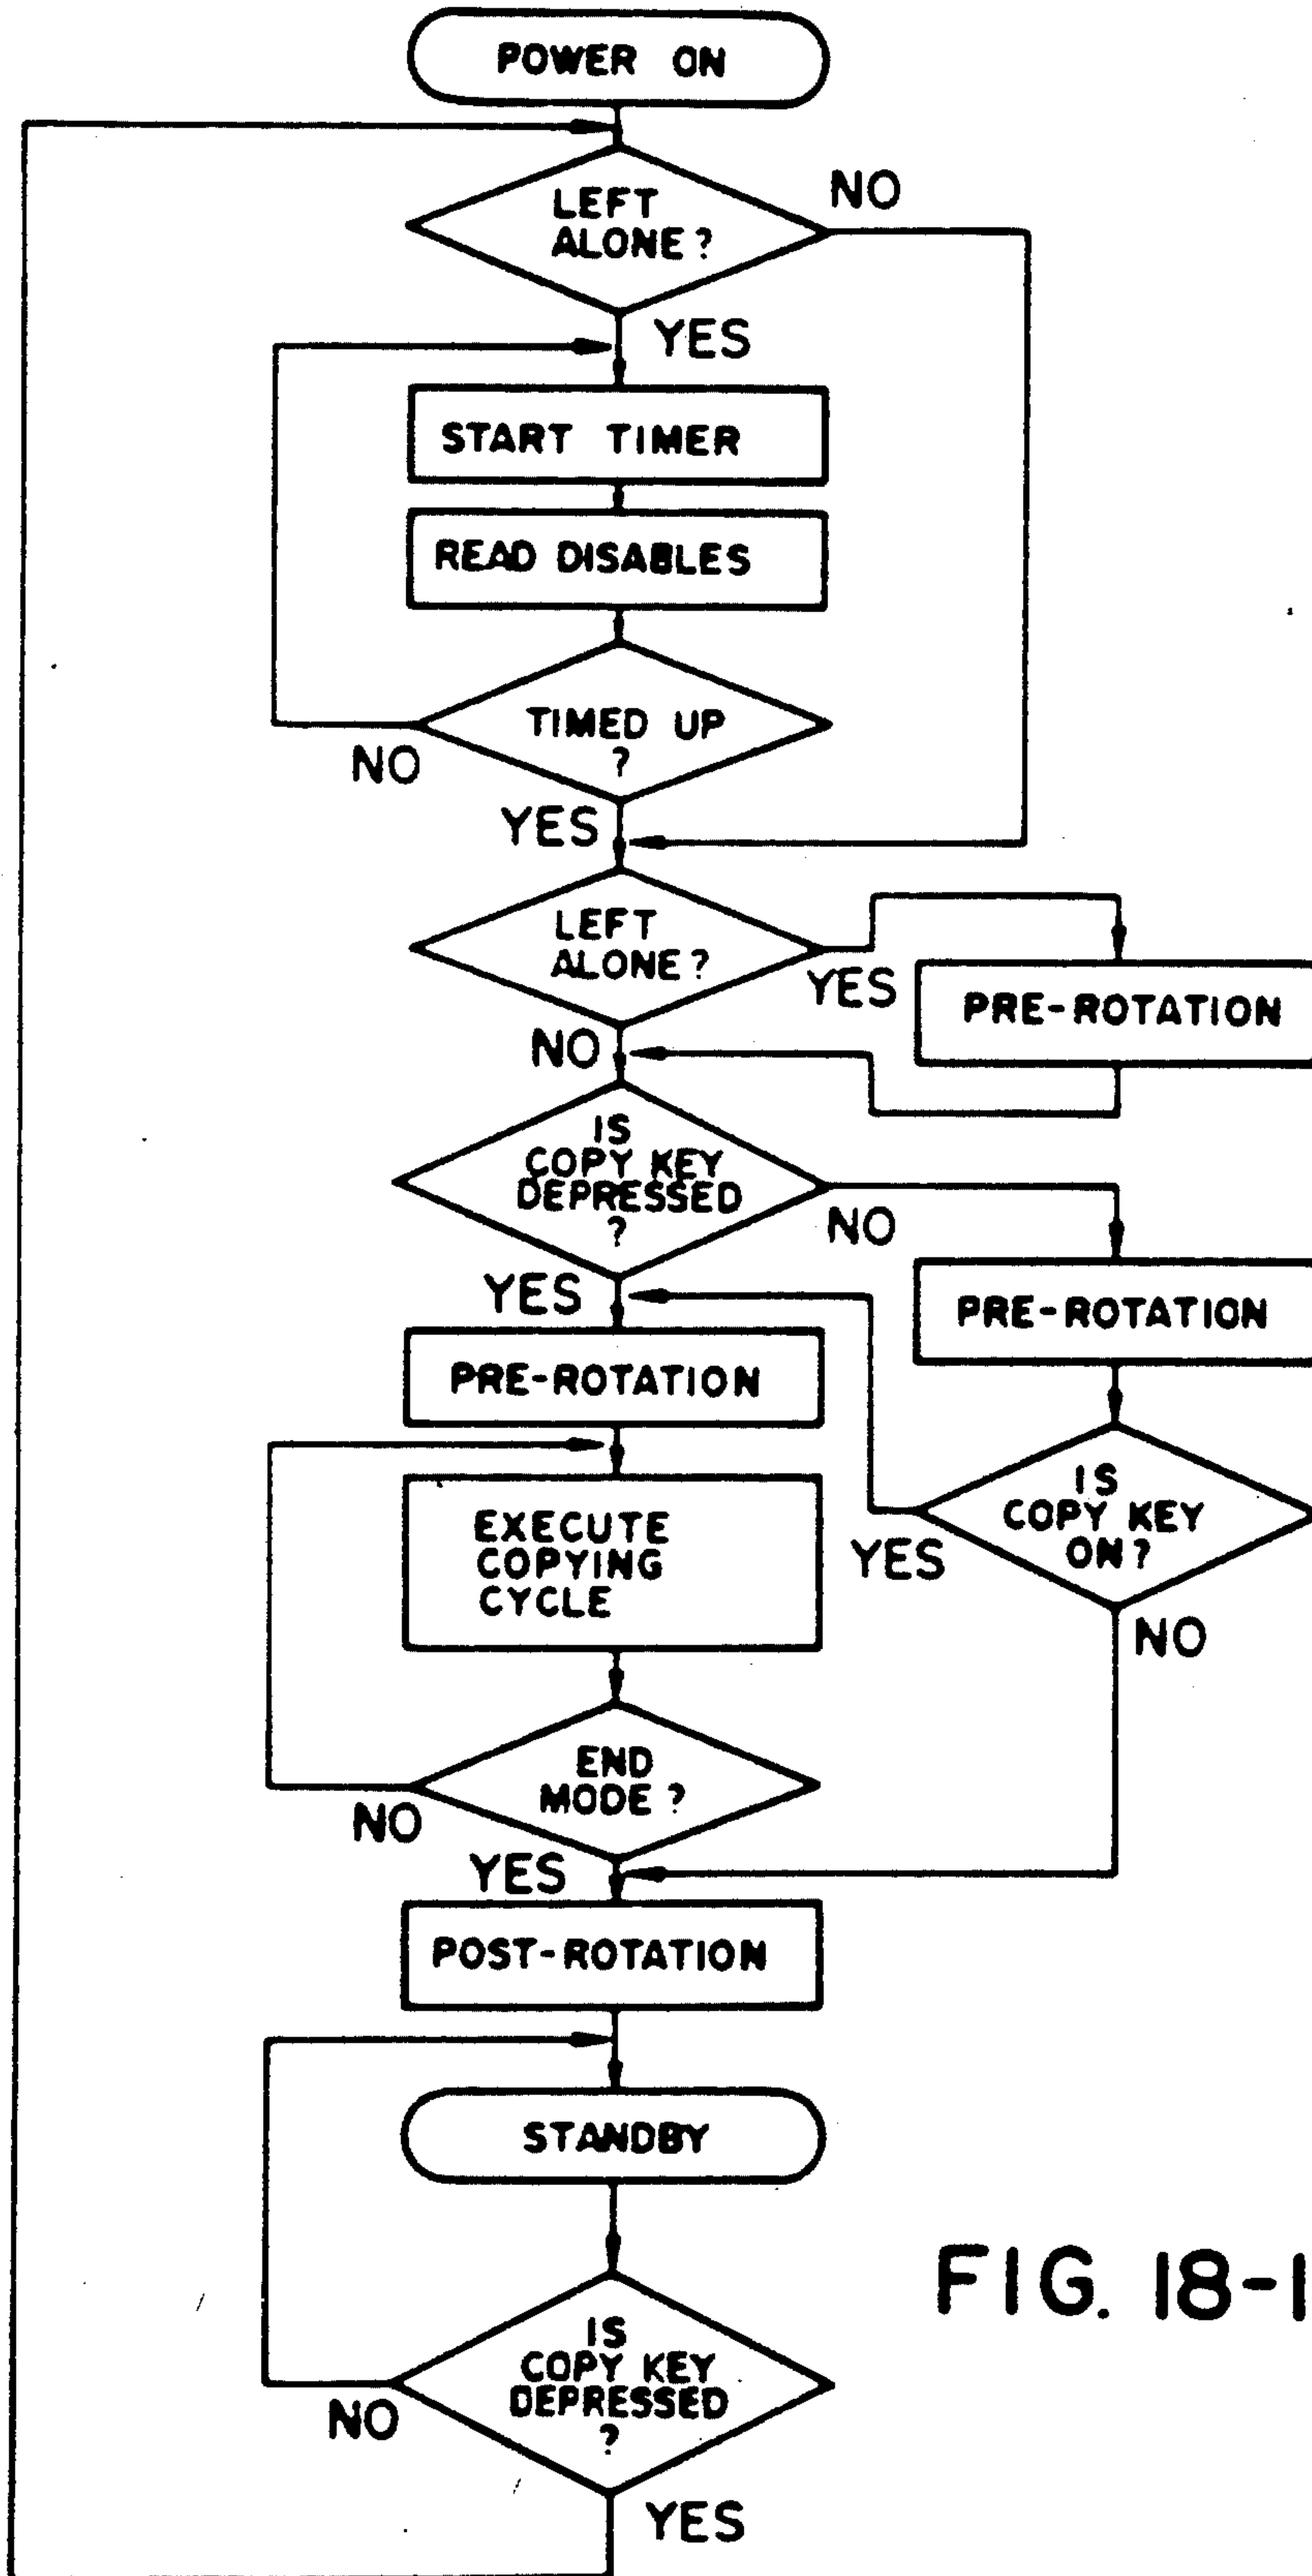 POWER ON
LEFT
ALONE?
NO
YES
START TIMER
READ DISABLES
TIMED UP
?
NO
YES
LEFT
ALONE?
YES
PRE-ROTATION
NO
IS
COPY KEY
DEPRESSED
?
NO
YES
PRE-ROTATION
PRE-ROTATION
EXECUTE
COPYING
CYCLE
IS
COPY KEY
ON?
YES
NO
END
MODE?
NO
YES
POST-ROTATION
STANDBY
FIG. 18-1
IS
COPY KEY
DEPRESSED
?
NO
YES